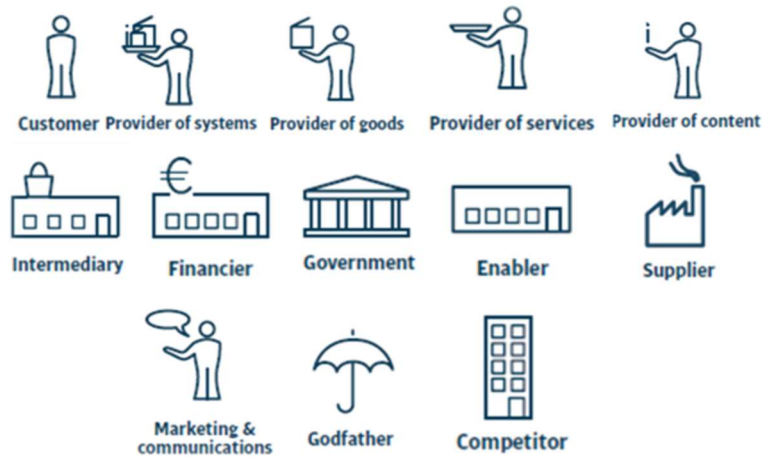 Customer
Provider of systems
Provider of goods
Provider of services
Provider of content
Intermediary
Financier
Government
Enabler
Supplier
Marketing &
communications
Godfather
Competitor